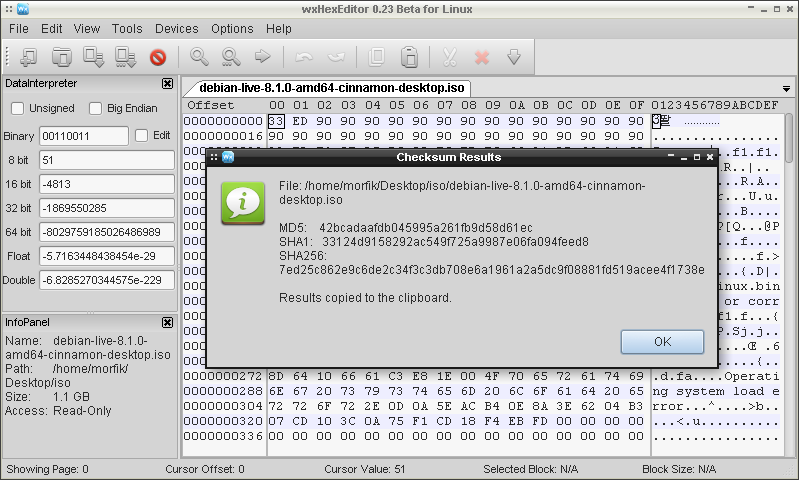 wxHexEditor 0.23 Beta for Linux
File Edit View Tools Devices Options Help
DataInterpreter
Unsigned Big Endian
Binary 00110011 Edit
8 bit 51
16 bit -4813
32 bit -1869550285
64 bit -8029759185026486989
Float -5.7163448438454e-29
Double -6.8285270344575e-229
InfoPanel
Name: debian-live-8.1.0-
amd64-cinnamon-desktop.iso
Path: /home/morfik/
Desktop/iso
Size: 1.1 GB
Access: Read-Only
debian-live-8.1.0-amd64-cinnamon-desktop.iso
Offset 00 01 02 03 04 05 06 07 08 09 0A 0B 0C 0D 0E 0F 0123456789ABCDEF
0000000000 33 ED 90 90 90 90 90 90 90 90 90 90 90 90 90 90
0000000016 90 90 90 90 90 90 90 90 90 90 90 90 90 90 90 90
Checksum Results
File: /home/morfik/Desktop/iso/debian-live-8.1.0-amd64-cinnamon-
desktop.iso
MD5: 42bcadaafdb045995a261fb9d58d61ec
SHA1: 33124d9158292ac549f725a9987e06fa094feed8
SHA256:
7ed25c862e9c6de2c34f3c3db708e6a1961a2a5dc9f08881fd519acee4f1738e
Results copied to the clipboard.
OK
0000000272 8D 64 10 66 61 C3 E8 1E 00 4F 70 65 72 61 74 69 .d.fa....Operati
0000000288 6E 67 20 73 79 73 74 65 6D 20 6C 6F 61 64 20 65 ng system load e
0000000304 72 72 6F 72 2E 0D 0A 5E AC B4 0E 8A 3E 62 04 B3 rror...^....>b..
0000000320 07 CD 10 3C 0A 75 F1 CD 18 F4 EB FD 00 00 00 00 ...<.u..........
0000000336 00 00 00 00 00 00 00 00 00 00 00 00 00 00 00 00
Showing Page: 0 Cursor Offset: 0 Cursor Value: 51 Selected Block: N/A Block Size: N/A